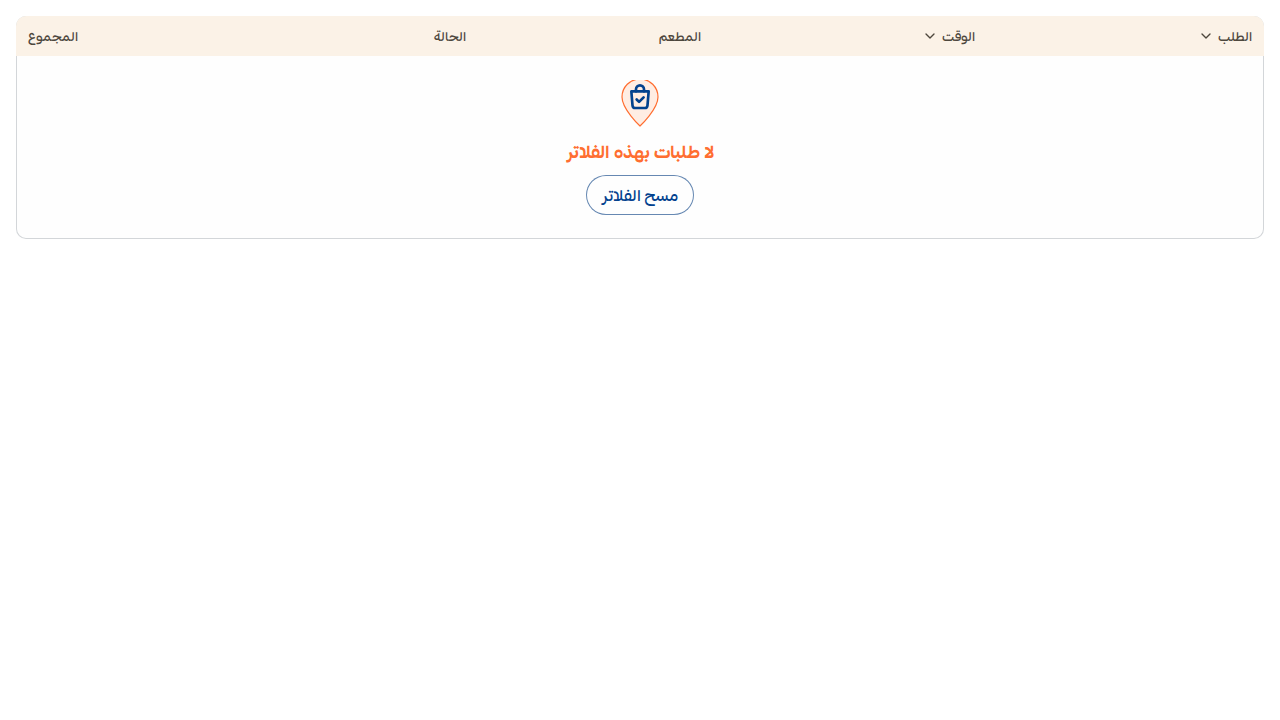 الطلب الوقت المطعم الحالة المجموع
لا طلبات بهذه الفلاتر
مسح الفلاتر